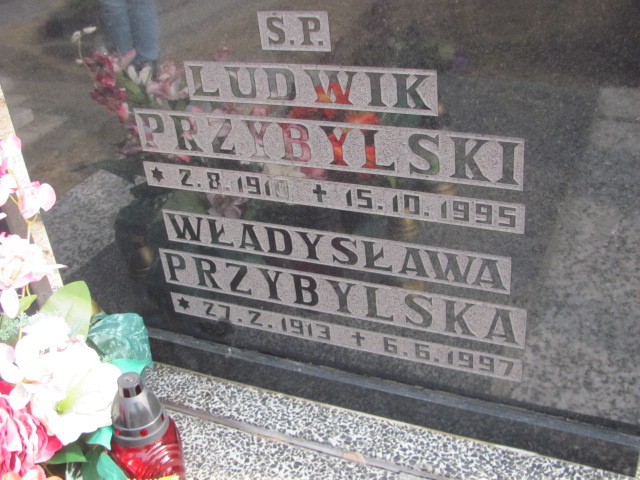 Ś.P.
LUDWIK
PRZYBYLSKI
* 2.8.1910 + 15.10.1995
WŁADYSŁAWA
PRZYBYLSKA
* 27.2.1913 + 6.6.1997